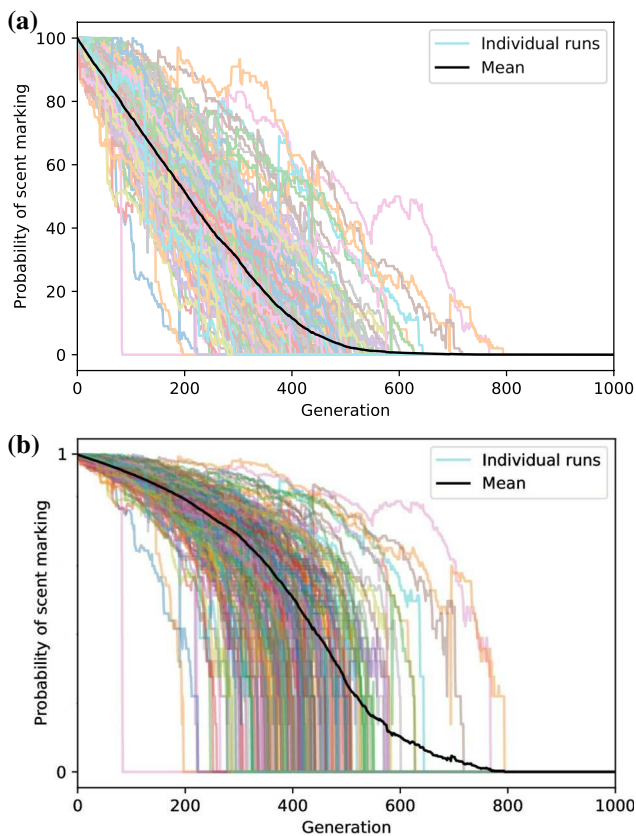 (a)
100
80
60
40
20
0
Probability of scent marking
Individual runs
Mean
0 200 400 600 800 1000
Generation
(b)
1
0
Probability of scent marking
Individual runs
Mean
0 200 400 600 800 1000
Generation